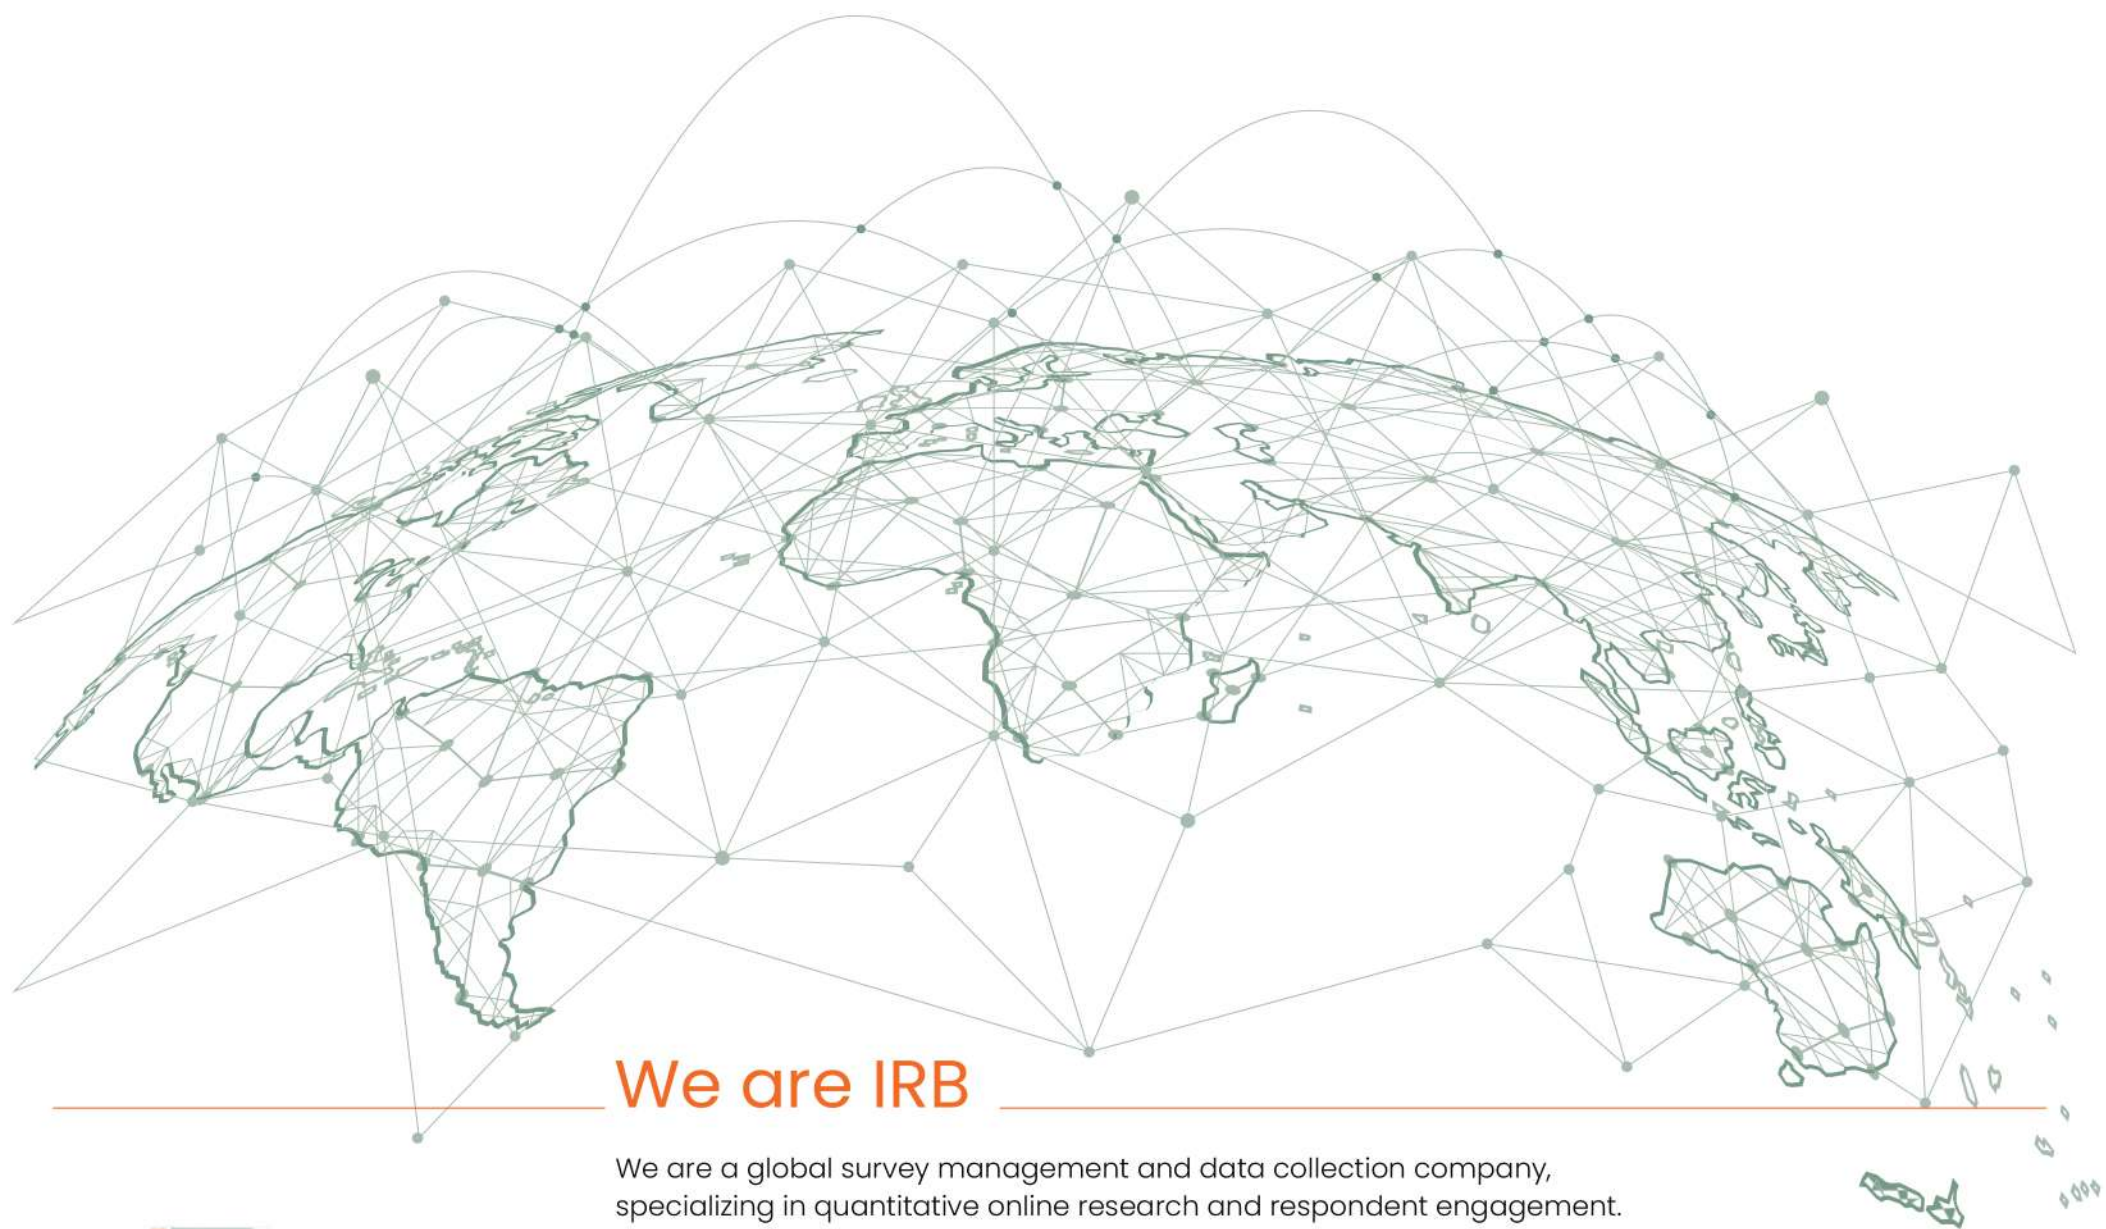 We are IRB
We are a global survey management and data collection company,
specializing in quantitative online research and respondent engagement.